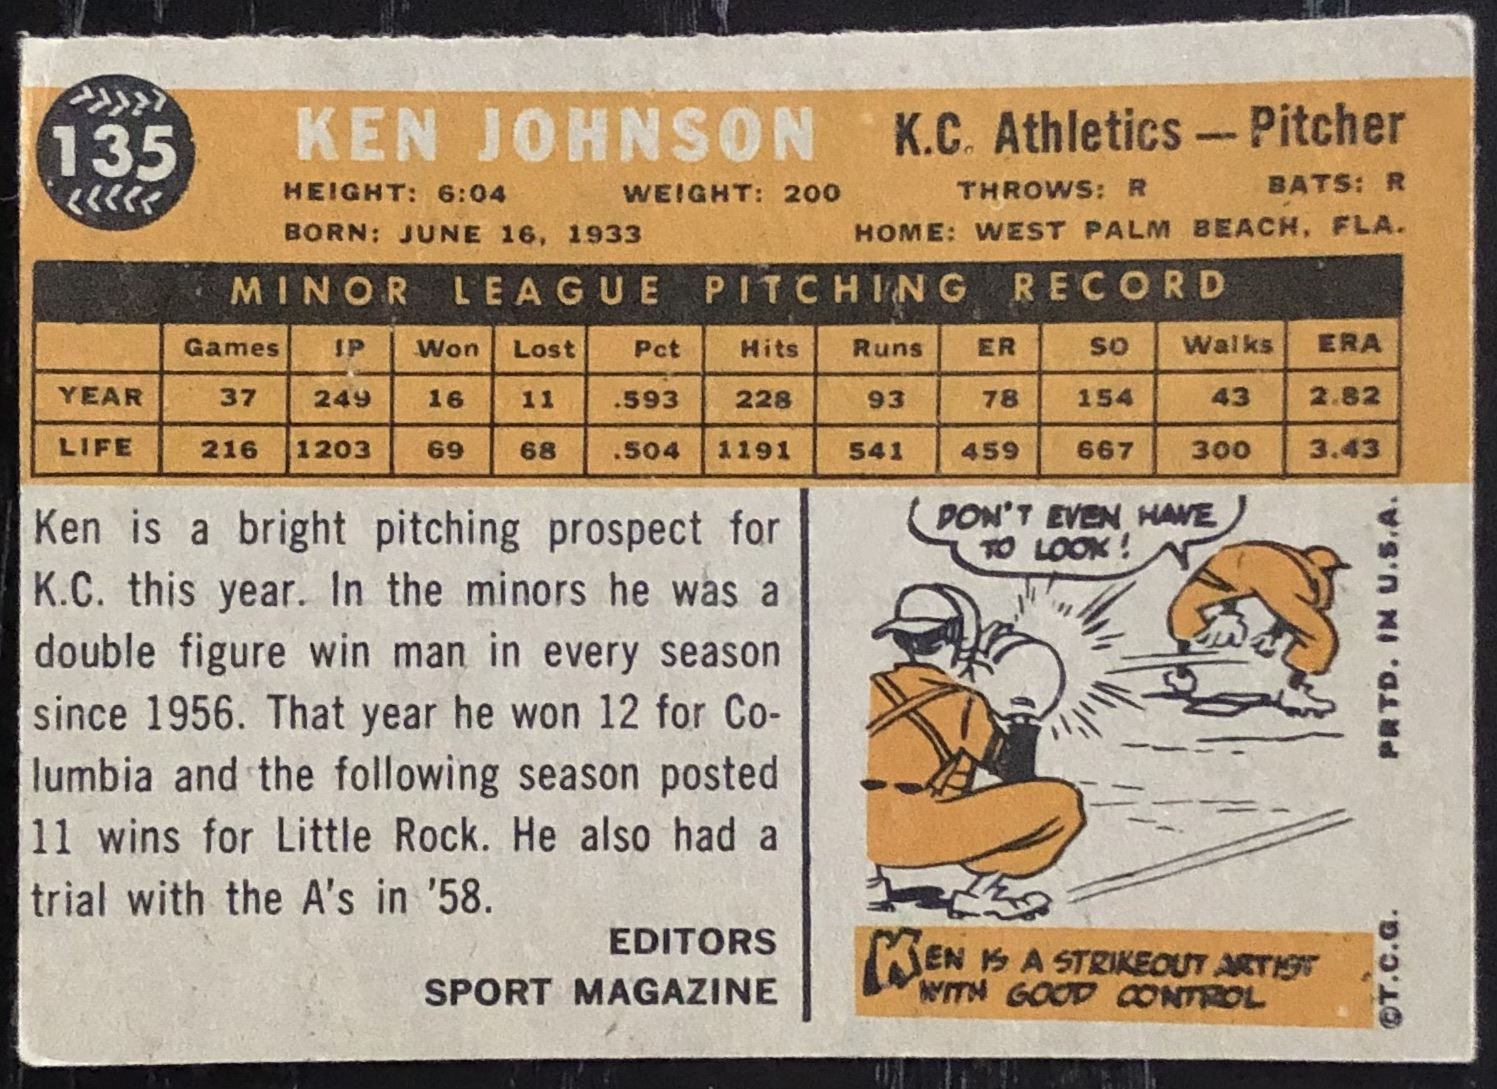 135
KEN JOHNSON K.C. Athletics — Pitcher
HEIGHT: 6:04 WEIGHT: 200 THROWS: R BATS: R
BORN: JUNE 16, 1933 HOME: WEST PALM BEACH, FLA.
MINOR LEAGUE PITCHING RECORD
Games IP Won Lost Pct Hits Runs ER SO Walks ERA
YEAR 37 249 16 11 .593 228 93 78 154 43 2.82
LIFE 216 1203 69 68 .504 1191 541 459 667 300 3.43
Ken is a bright pitching prospect for
K.C. this year. In the minors he was a
double figure win man in every season
since 1956. That year he won 12 for Co-
lumbia and the following season posted
11 wins for Little Rock. He also had a
trial with the A's in '58.
EDITORS
SPORT MAGAZINE
DON'T EVEN HAVE
TO LOOK!
KEN IS A STRIKEOUT ARTIST
WITH GOOD CONTROL
PRTD. IN U.S.A.
©T.C.G.